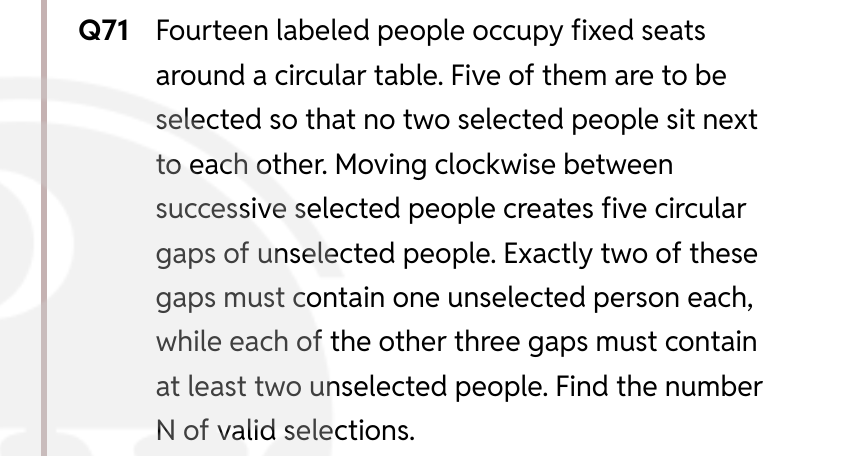 Q71 Fourteen labeled people occupy fixed seats
around a circular table. Five of them are to be
selected so that no two selected people sit next
to each other. Moving clockwise between
successive selected people creates five circular
gaps of unselected people. Exactly two of these
gaps must contain one unselected person each,
while each of the other three gaps must contain
at least two unselected people. Find the number
N of valid selections.